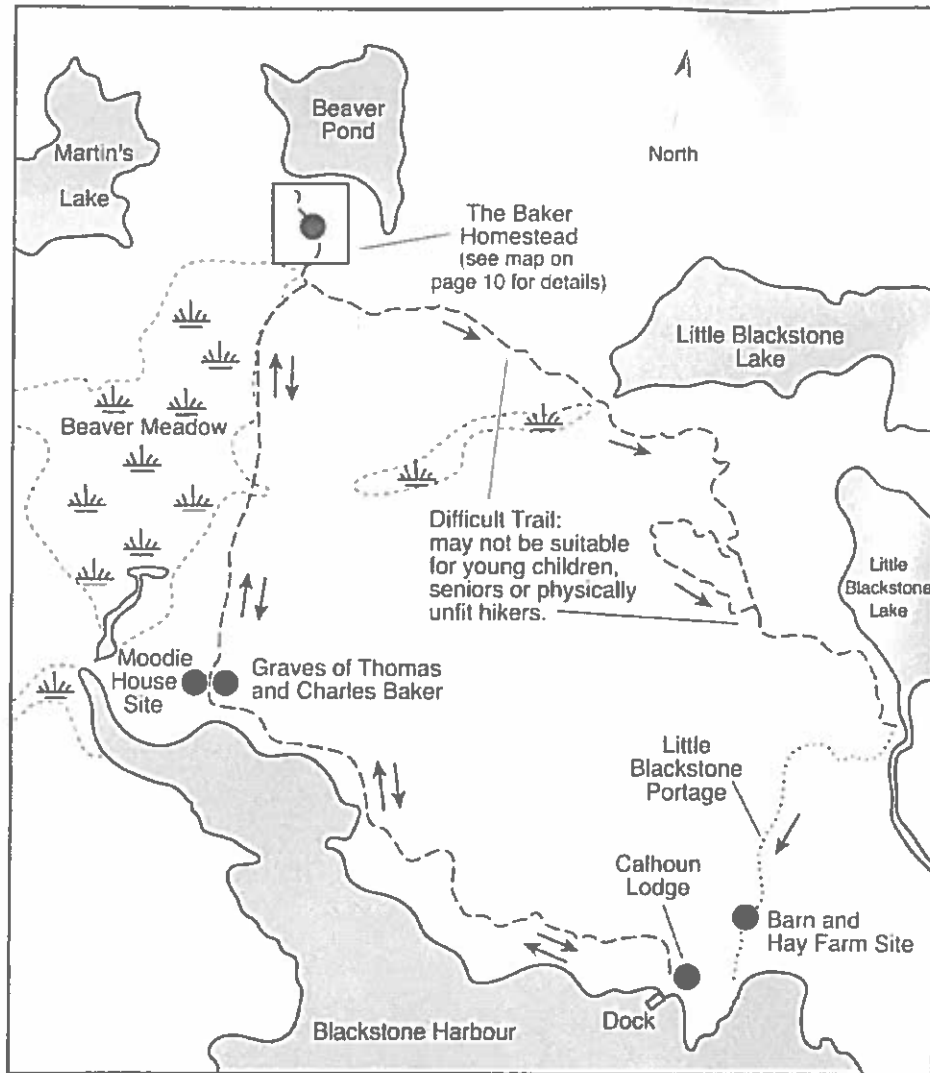 Beaver
Pond
Martin's
Lake
North
The Baker
Homestead
(see map on
page 10 for details)
Little Blackstone
Lake
Beaver Meadow
Difficult Trail:
may not be suitable
for young children,
seniors or physically
unfit hikers.
Little
Blackstone
Lake
Moodie
House
Site
Graves of Thomas
and Charles Baker
Little
Blackstone
Portage
Calhoun
Lodge
Barn and
Hay Farm Site
Dock
Blackstone Harbour